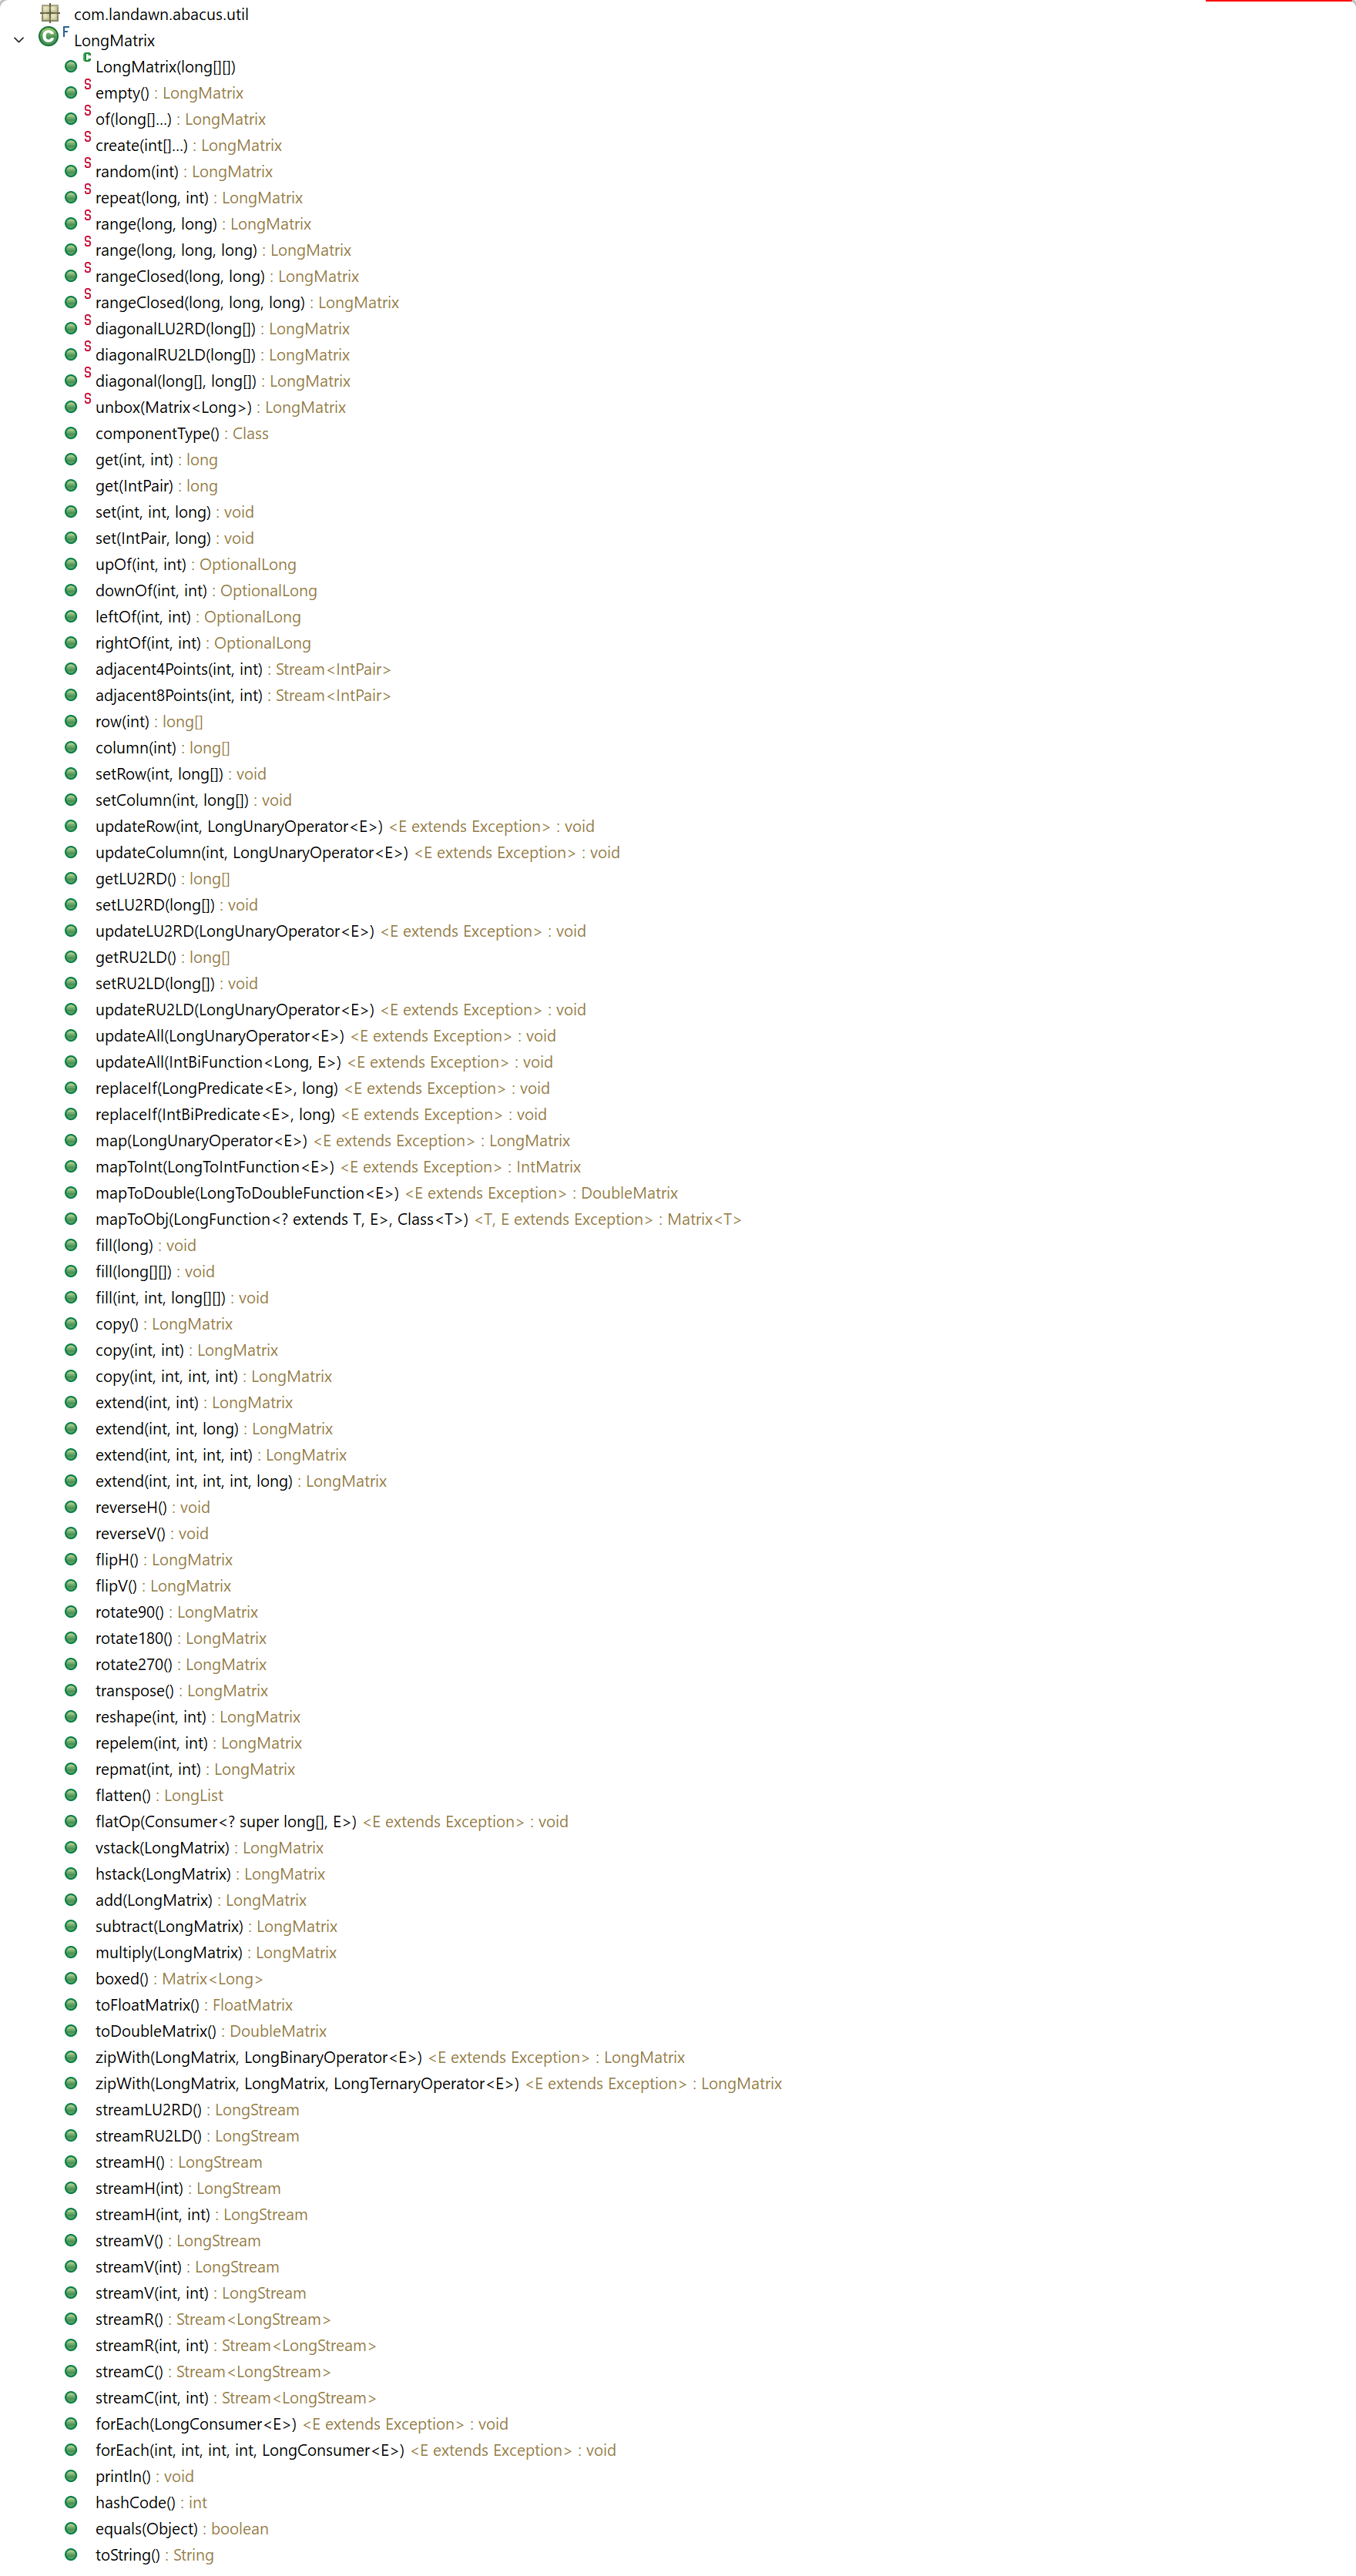 com.landawn.abacus.util
LongMatrix
LongMatrix(long[][])
empty() : LongMatrix
of(long[]...) : LongMatrix
create(int[]...) : LongMatrix
random(int) : LongMatrix
repeat(long, int) : LongMatrix
range(long, long) : LongMatrix
range(long, long, long) : LongMatrix
rangeClosed(long, long) : LongMatrix
rangeClosed(long, long, long) : LongMatrix
diagonalLU2RD(long[]) : LongMatrix
diagonalRU2LD(long[]) : LongMatrix
diagonal(long[], long[]) : LongMatrix
unbox(Matrix<Long>) : LongMatrix
componentType() : Class
get(int, int) : long
get(IntPair) : long
set(int, int, long) : void
set(IntPair, long) : void
upOf(int, int) : OptionalLong
downOf(int, int) : OptionalLong
leftOf(int, int) : OptionalLong
rightOf(int, int) : OptionalLong
adjacent4Points(int, int) : Stream<IntPair>
adjacent8Points(int, int) : Stream<IntPair>
row(int) : long[]
column(int) : long[]
setRow(int, long[]) : void
setColumn(int, long[]) : void
updateRow(int, LongUnaryOperator<E>) <E extends Exception> : void
updateColumn(int, LongUnaryOperator<E>) <E extends Exception> : void
getLU2RD() : long[]
setLU2RD(long[]) : void
updateLU2RD(LongUnaryOperator<E>) <E extends Exception> : void
getRU2LD() : long[]
setRU2LD(long[]) : void
updateRU2LD(LongUnaryOperator<E>) <E extends Exception> : void
updateAll(LongUnaryOperator<E>) <E extends Exception> : void
updateAll(IntBiFunction<Long, E>) <E extends Exception> : void
replaceIf(LongPredicate<E>, long) <E extends Exception> : void
replaceIf(IntBiPredicate<E>, long) <E extends Exception> : void
map(LongUnaryOperator<E>) <E extends Exception> : LongMatrix
mapToInt(LongToIntFunction<E>) <E extends Exception> : IntMatrix
mapToDouble(LongToDoubleFunction<E>) <E extends Exception> : DoubleMatrix
mapToObj(LongFunction<? extends T, E>, Class<T>) <T, E extends Exception> : Matrix<T>
fill(long) : void
fill(long[][]) : void
fill(int, int, long[][]) : void
copy() : LongMatrix
copy(int, int) : LongMatrix
copy(int, int, int, int) : LongMatrix
extend(int, int) : LongMatrix
extend(int, int, long) : LongMatrix
extend(int, int, int, int) : LongMatrix
extend(int, int, int, int, long) : LongMatrix
reverseH() : void
reverseV() : void
flipH() : LongMatrix
flipV() : LongMatrix
rotate90() : LongMatrix
rotate180() : LongMatrix
rotate270() : LongMatrix
transpose() : LongMatrix
reshape(int, int) : LongMatrix
repelem(int, int) : LongMatrix
repmat(int, int) : LongMatrix
flatten() : LongList
flatOp(Consumer<? super long[], E>) <E extends Exception> : void
vstack(LongMatrix) : LongMatrix
hstack(LongMatrix) : LongMatrix
add(LongMatrix) : LongMatrix
subtract(LongMatrix) : LongMatrix
multiply(LongMatrix) : LongMatrix
boxed() : Matrix<Long>
toFloatMatrix() : FloatMatrix
toDoubleMatrix() : DoubleMatrix
zipWith(LongMatrix, LongBinaryOperator<E>) <E extends Exception> : LongMatrix
zipWith(LongMatrix, LongMatrix, LongTernaryOperator<E>) <E extends Exception> : LongMatrix
streamLU2RD() : LongStream
streamRU2LD() : LongStream
streamH() : LongStream
streamH(int) : LongStream
streamH(int, int) : LongStream
streamV() : LongStream
streamV(int) : LongStream
streamV(int, int) : LongStream
streamR() : Stream<LongStream>
streamR(int, int) : Stream<LongStream>
streamC() : Stream<LongStream>
streamC(int, int) : Stream<LongStream>
forEach(LongConsumer<E>) <E extends Exception> : void
forEach(int, int, int, int, LongConsumer<E>) <E extends Exception> : void
println() : void
hashCode() : int
equals(Object) : boolean
toString() : String